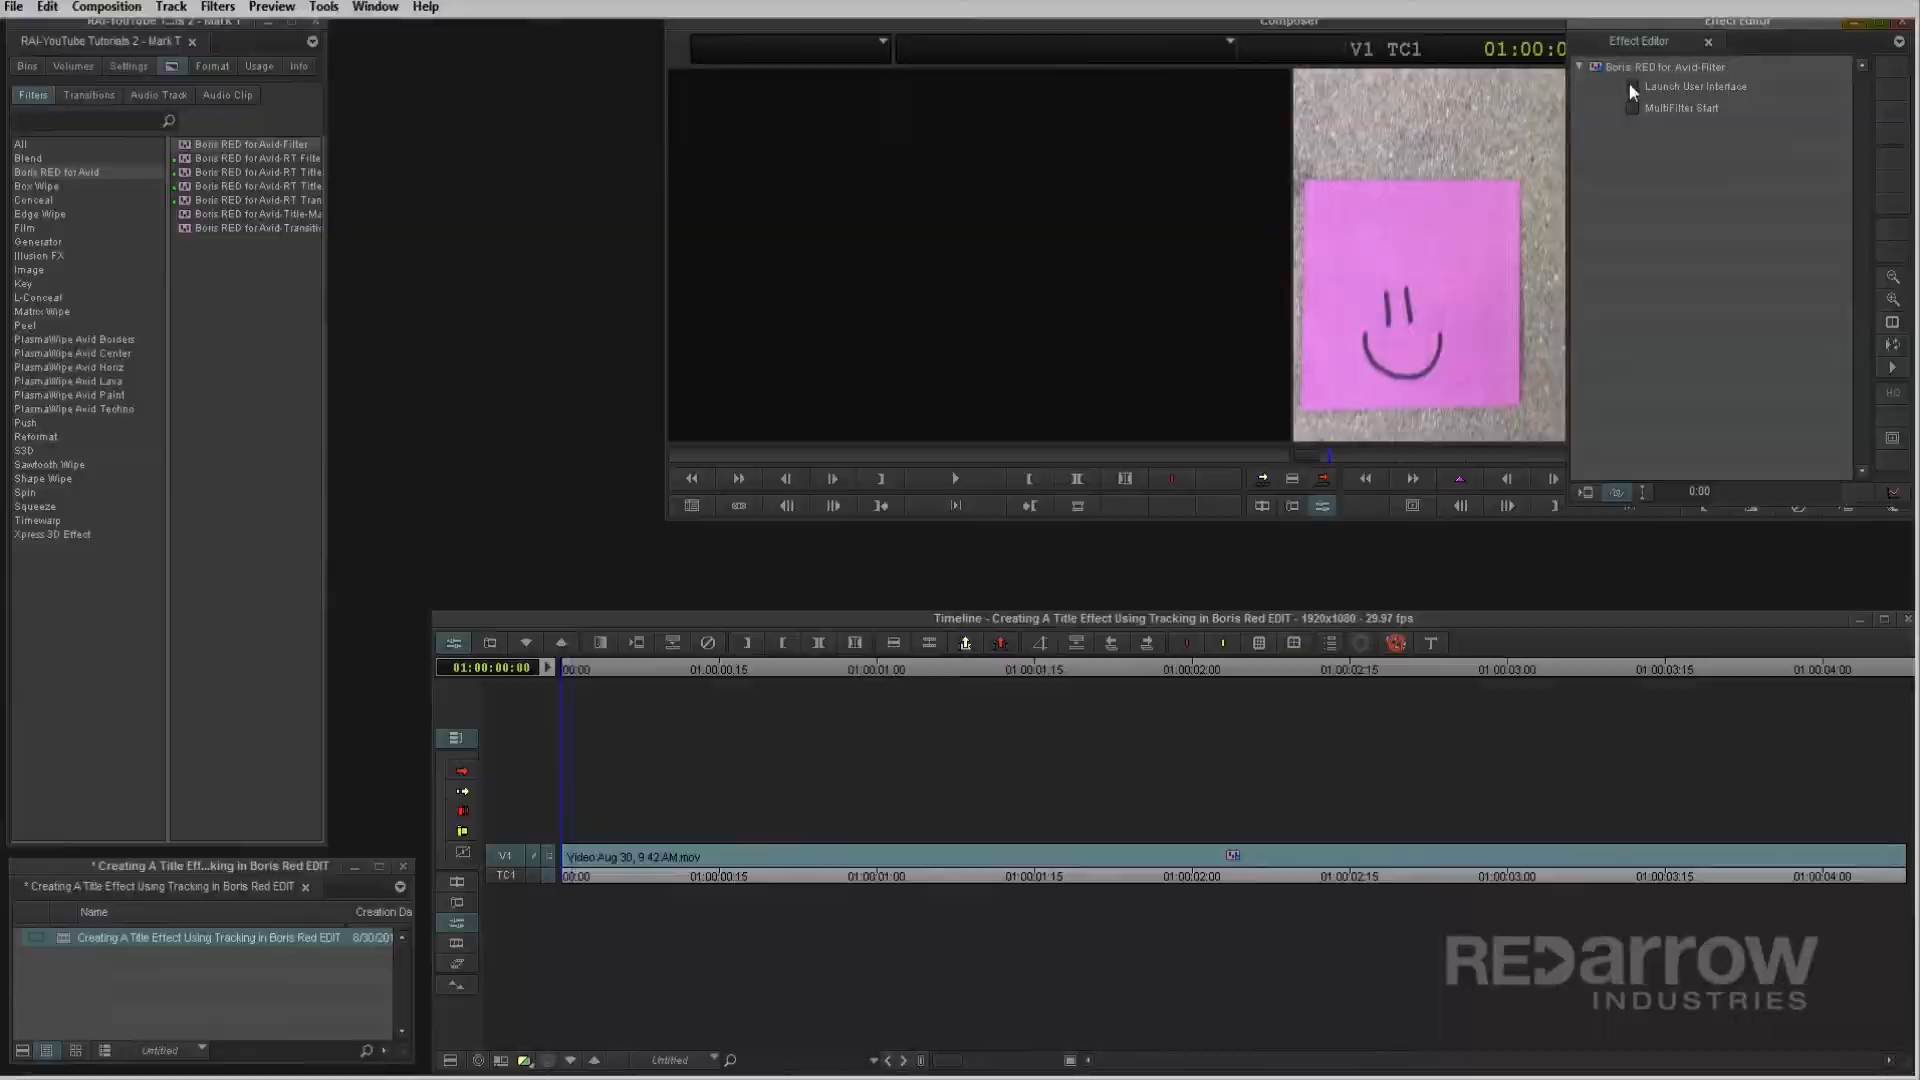 File Edit Composition Track Filters Preview Tools Window Help
Composer
Effect Editor
RAI-YouTube Tutorials 2 - Mark T
Bins Volumes Settings Format Usage Info
Filters Transitions Audio Track Audio Clip
All
Blend
Boris RED for Avid
Box Wipe
Conceal
Edge Wipe
Film
Generator
Illusion FX
Image
Key
L-Conceal
Matrix Wipe
Peel
PlasmaWipe Avid Borders
PlasmaWipe Avid Center
PlasmaWipe Avid Horiz
PlasmaWipe Avid Lava
PlasmaWipe Avid Paint
PlasmaWipe Avid Techno
Push
Reformat
S3D
Sawtooth Wipe
Shape Wipe
Spin
Squeeze
Timewarp
Xpress 3D Effect
Boris RED for Avid-Filter
Boris RED for Avid-RT Filte
Boris RED for Avid-RT Title
Boris RED for Avid-RT Title
Boris RED for Avid-RT Tran
Boris RED for Avid-Title-Ma
Boris RED for Avid-Transitio
V1 TC1 01:00:0
Effect Editor
Boris RED for Avid-Filter
Launch User Interface
MultiFilter Start
HQ
0:00
Timeline - Creating A Title Effect Using Tracking in Boris Red EDIT - 1920x1080 - 29.97 fps
01:00:00:00
00:00 01:00:00:15 01:00:01:00 01:00:01:15 01:00:02:00 01:00:02:15 01:00:03:00 01:00:03:15 01:00:04:00
V1 Video Aug 30, 9 42 AM.mov
TC1 00:00 01:00:00:15 01:00:01:00 01:00:01:15 01:00:02:00 01:00:02:15 01:00:03:00 01:00:03:15 01:00:04:00
* Creating A Title Eff...king in Boris Red EDIT
* Creating A Title Effect Using Tracking in Boris Red EDIT
Name Creation Da
Creating A Title Effect Using Tracking in Boris Red EDIT 8/30/201
Untitled
Untitled
REDarrow
INDUSTRIES